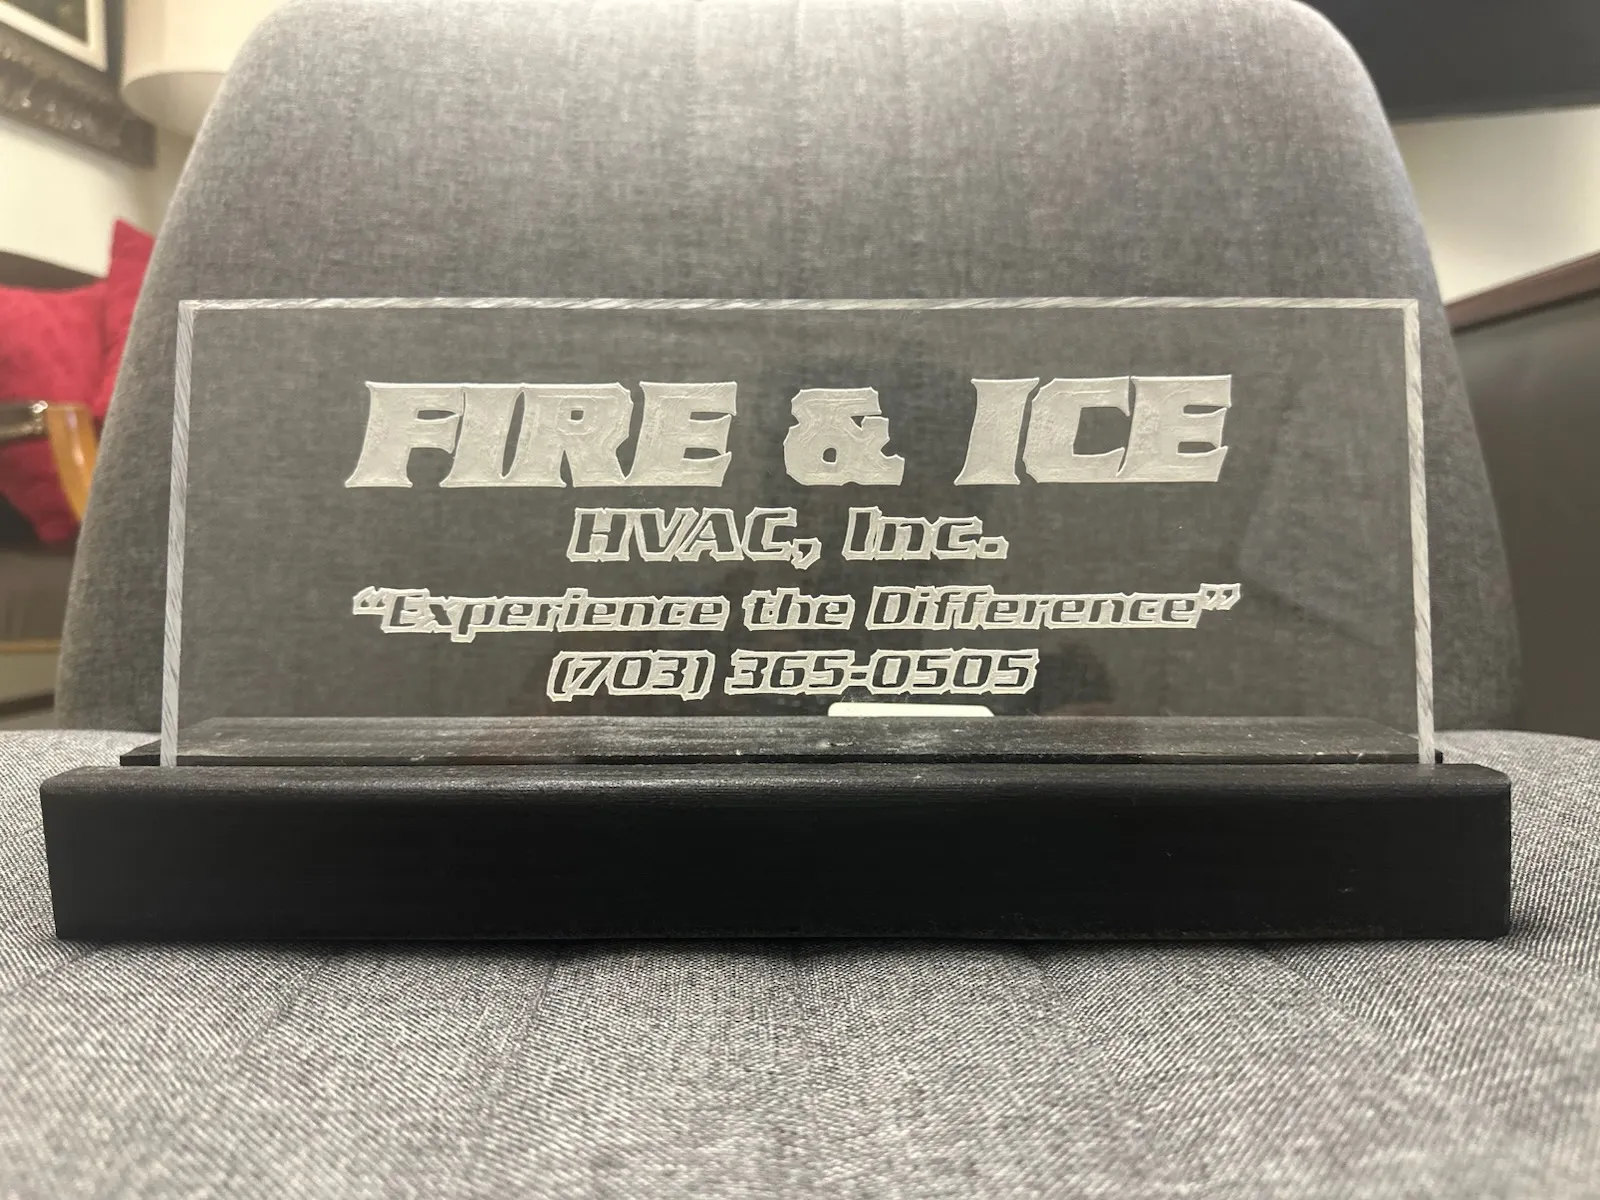 FIRE & ICE
HVAC, Inc.
“Experience the Difference”
(703) 365-0505